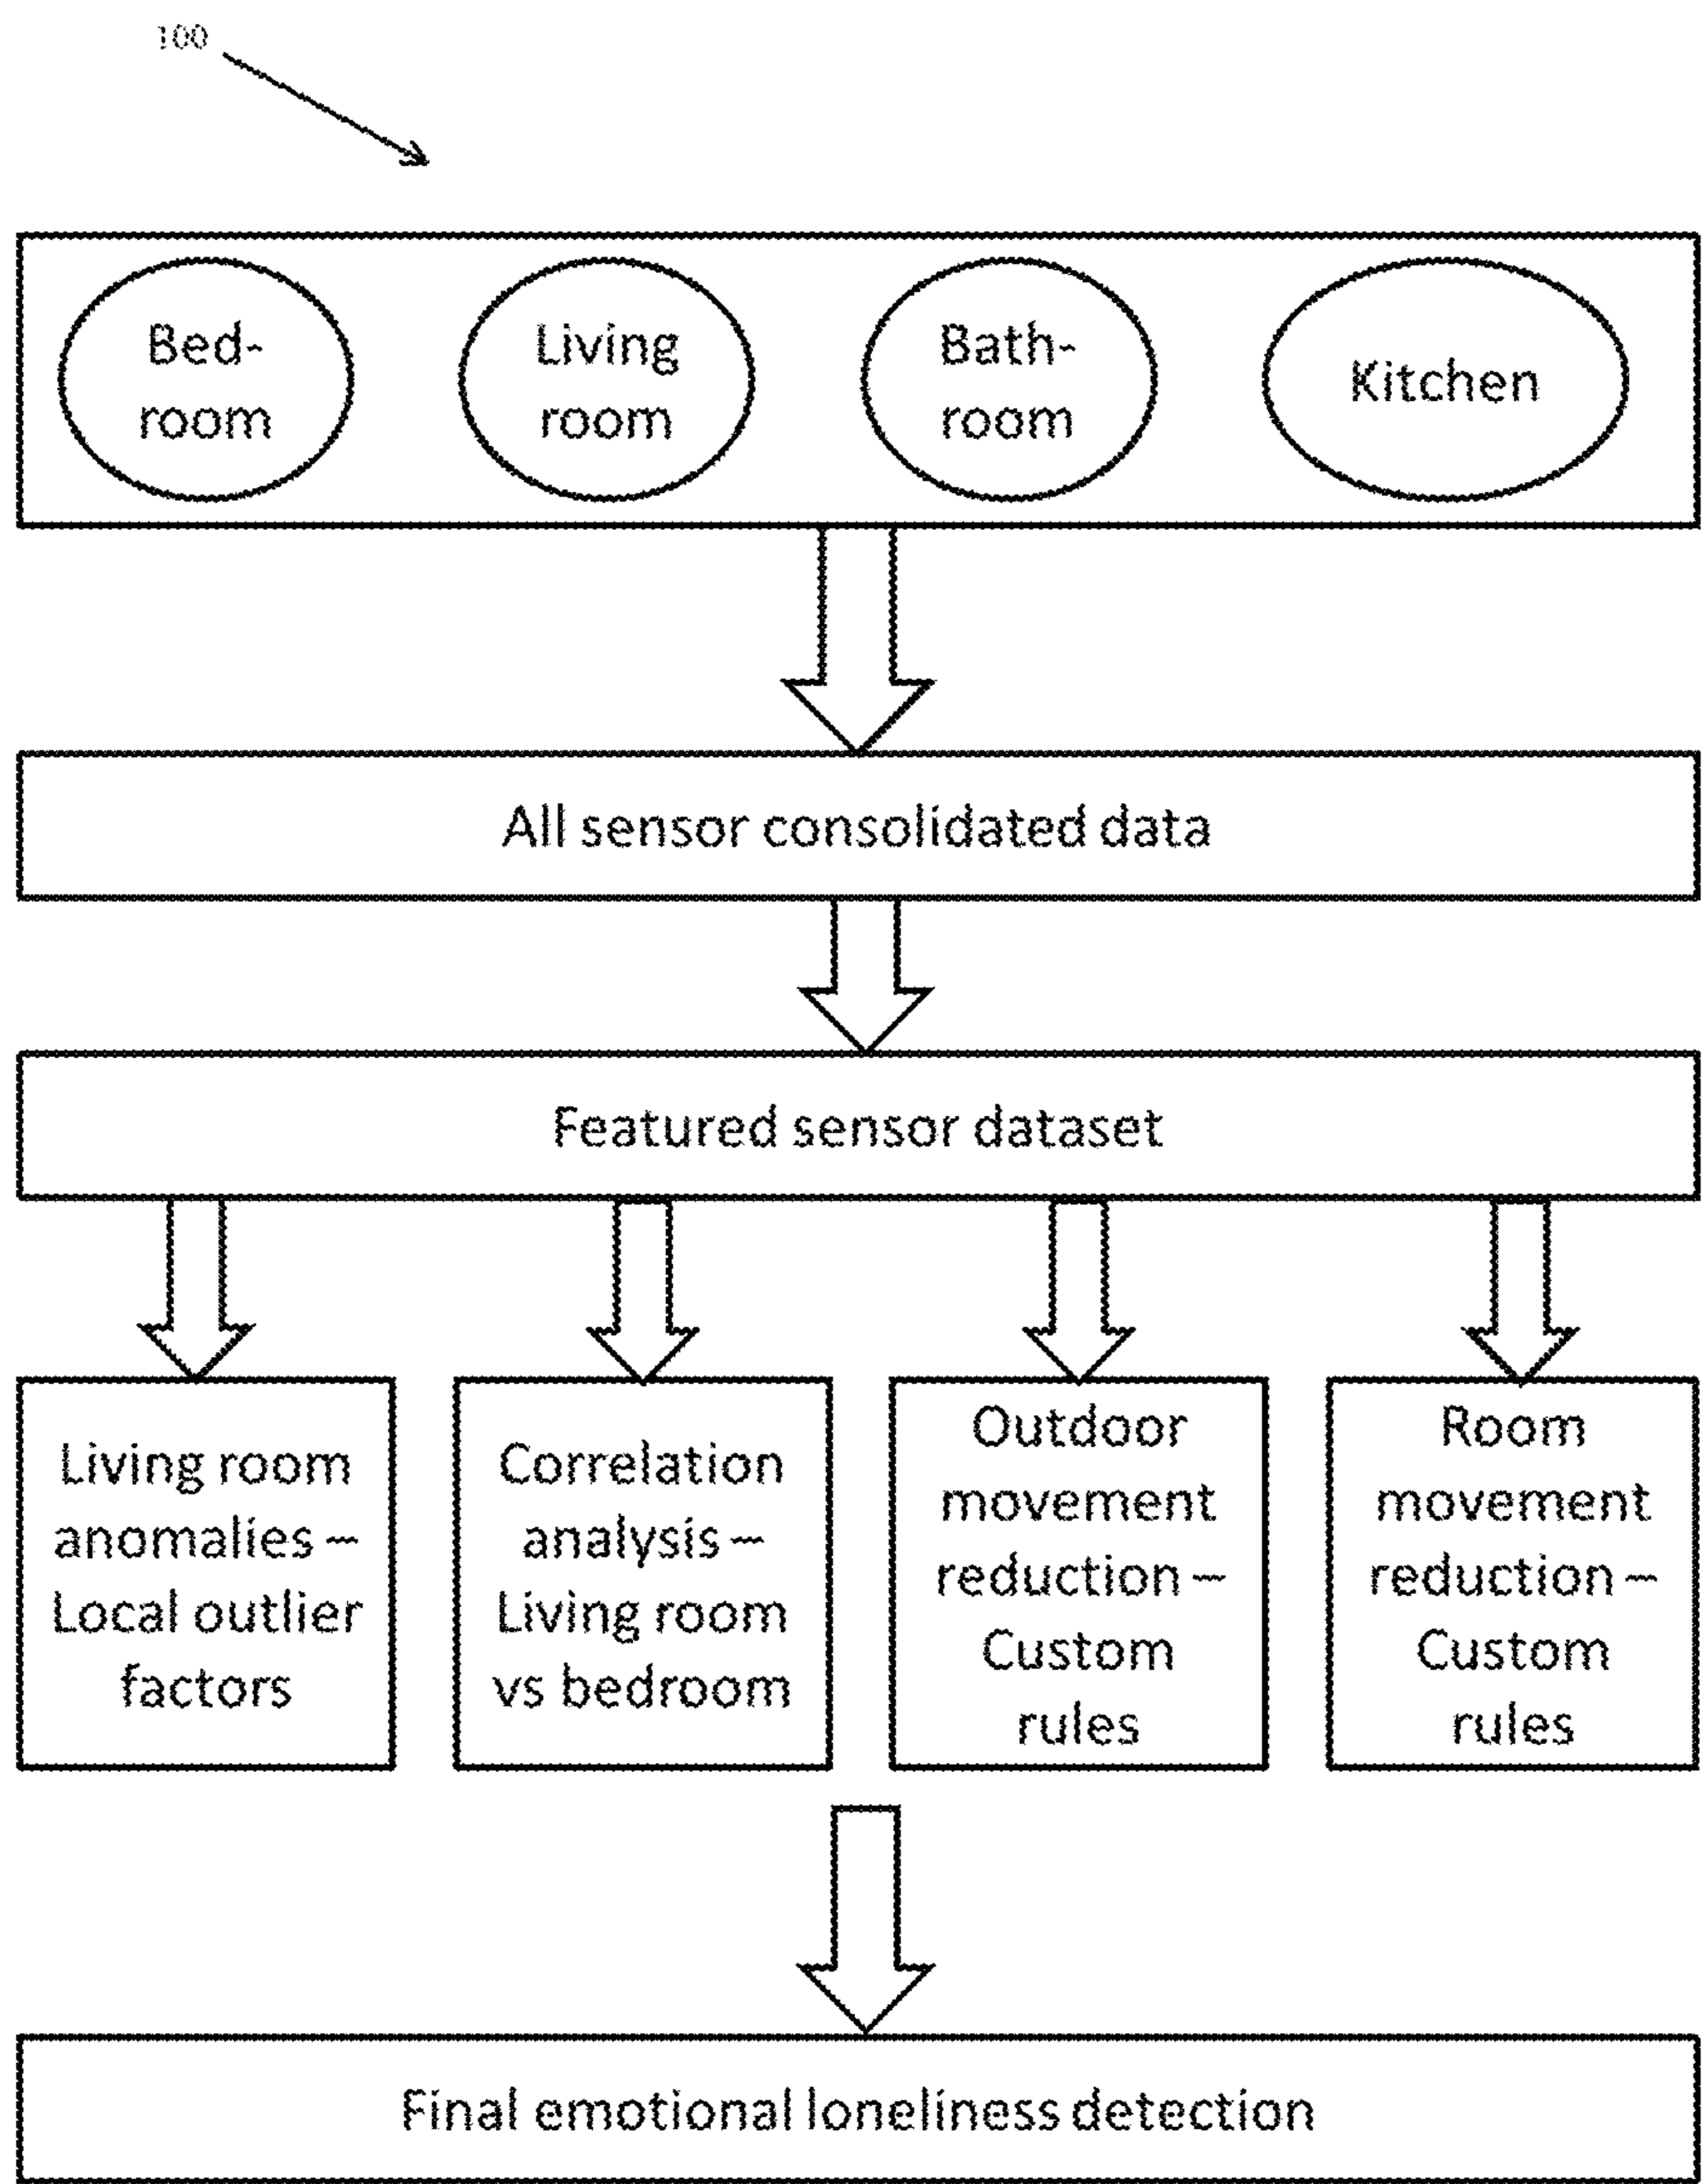 100
Bed-
room
Living
room
Bath-
room
Kitchen
All sensor consolidated data
Featured sensor dataset
Living room
anomalies –
Local outlier
factors
Correlation
analysis –
Living room
vs bedroom
Outdoor
movement
reduction –
Custom
rules
Room
movement
reduction –
Custom
rules
Final emotional loneliness detection